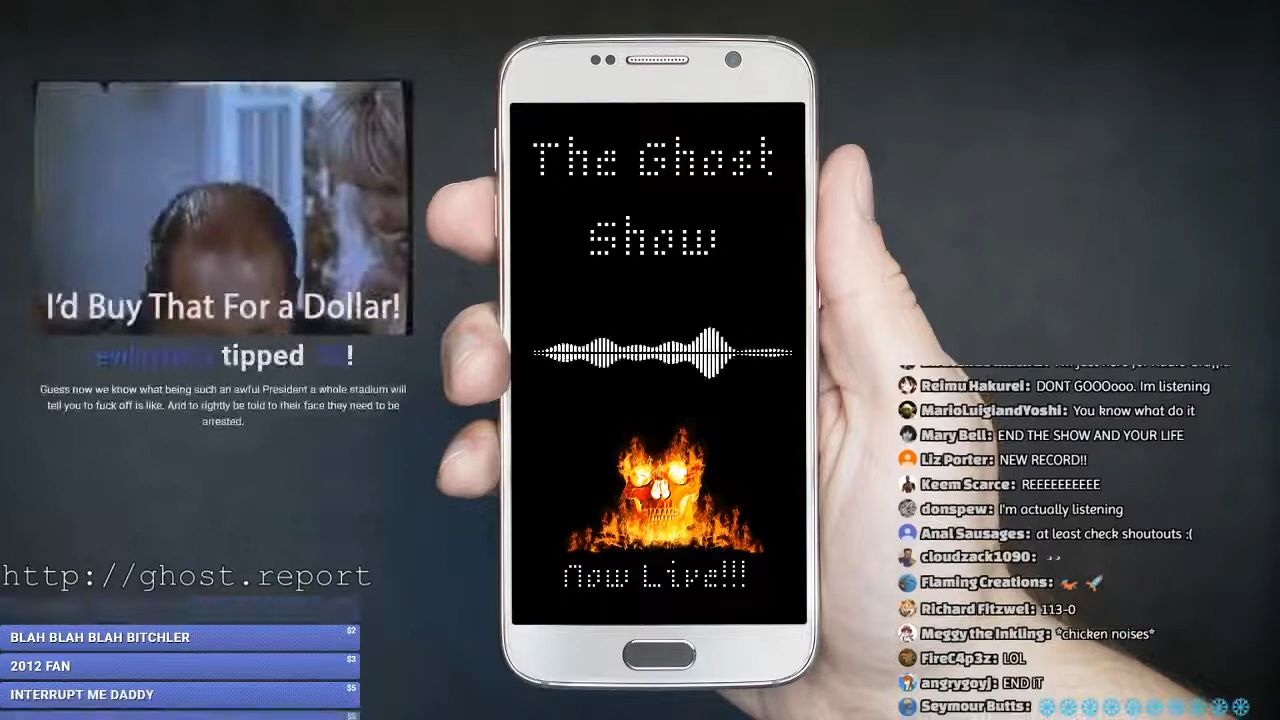 The Ghost
Show
Now Live!!!
I'd Buy That For a Dollar!
tipped !
Guess now we know what being such an awful President a whole stadium will
tell you to fuck off is like. And to rightly be told to their face they need to be
arrested.
http://ghost.report
BLAH BLAH BLAH BITCHLER $2
2012 FAN $3
INTERRUPT ME DADDY $5
Reimu Hakurei: DONT GOOOooo. Im listening
MarioLuigiandYoshi: You know what do it
Mary Bell: END THE SHOW AND YOUR LIFE
Liz Porter: NEW RECORD!!
Keem Scarce: REEEEEEEEEE
donspew: I'm actually listening
Anal Sausages: at least check shoutouts :(
cloudzack1090:
Flaming Creations:
Richard Fitzwel: 113-0
Meggy the Inkling: *chicken noises*
FireC4p3z: LOL
angrygoyj: END IT
Seymour Butts: